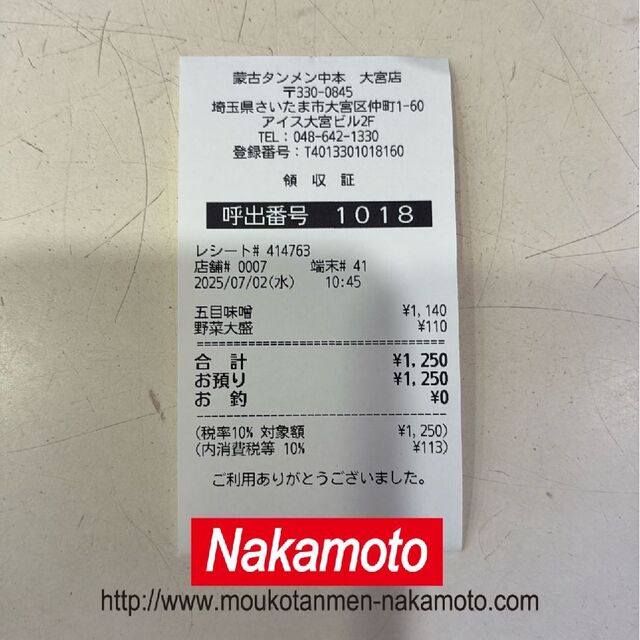 蒙古タンメン中本　大宮店
〒330-0845
埼玉県さいたま市大宮区仲町1-60
アイス大宮ビル2F
TEL：048-642-1330
登録番号：T4013301018160
領　収　証
呼出番号　1018
レシート# 414763
店舗# 0007　端末# 41
2025/07/02(水)　10:45
五目味噌　¥1,140
野菜大盛　¥110
合　計　¥1,250
お預り　¥1,250
お　釣　¥0
(税率10% 対象額　¥1,250)
(内消費税等 10%　¥113)
ご利用ありがとうございました。
Nakamoto
http://www.moukotanmen-nakamoto.com